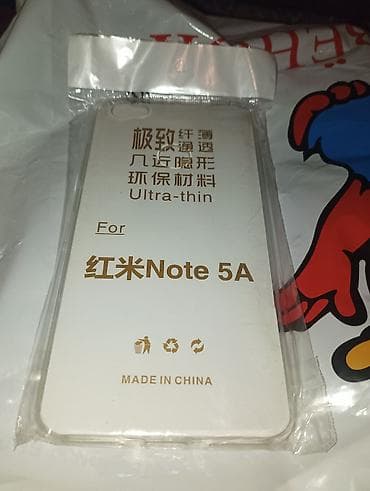 极致纤薄
通透
几近隐形
环保材料
Ultra-thin
For
红米Note 5A
MADE IN CHINA